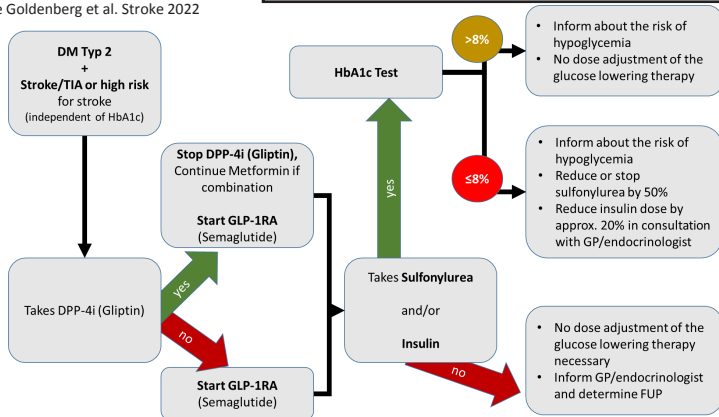 e Goldenberg et al. Stroke 2022
DM Typ 2
+
Stroke/TIA or high risk
for stroke
(independent of HbA1c)
Takes DPP-4i (Gliptin)
yes
no
Stop DPP-4i (Gliptin),
Continue Metformin if
combination
Start GLP-1RA
(Semaglutide)
Start GLP-1RA
(Semaglutide)
Takes Sulfonylurea
and/or
Insulin
yes
no
HbA1c Test
>8%
≤8%
• Inform about the risk of
hypoglycemia
• No dose adjustment of the
glucose lowering therapy
• Inform about the risk of
hypoglycemia
• Reduce or stop
sulfonylurea by 50%
• Reduce insulin dose by
approx. 20% in consultation
with GP/endocrinologist
• No dose adjustment of the
glucose lowering therapy
necessary
• Inform GP/endocrinologist
and determine FUP